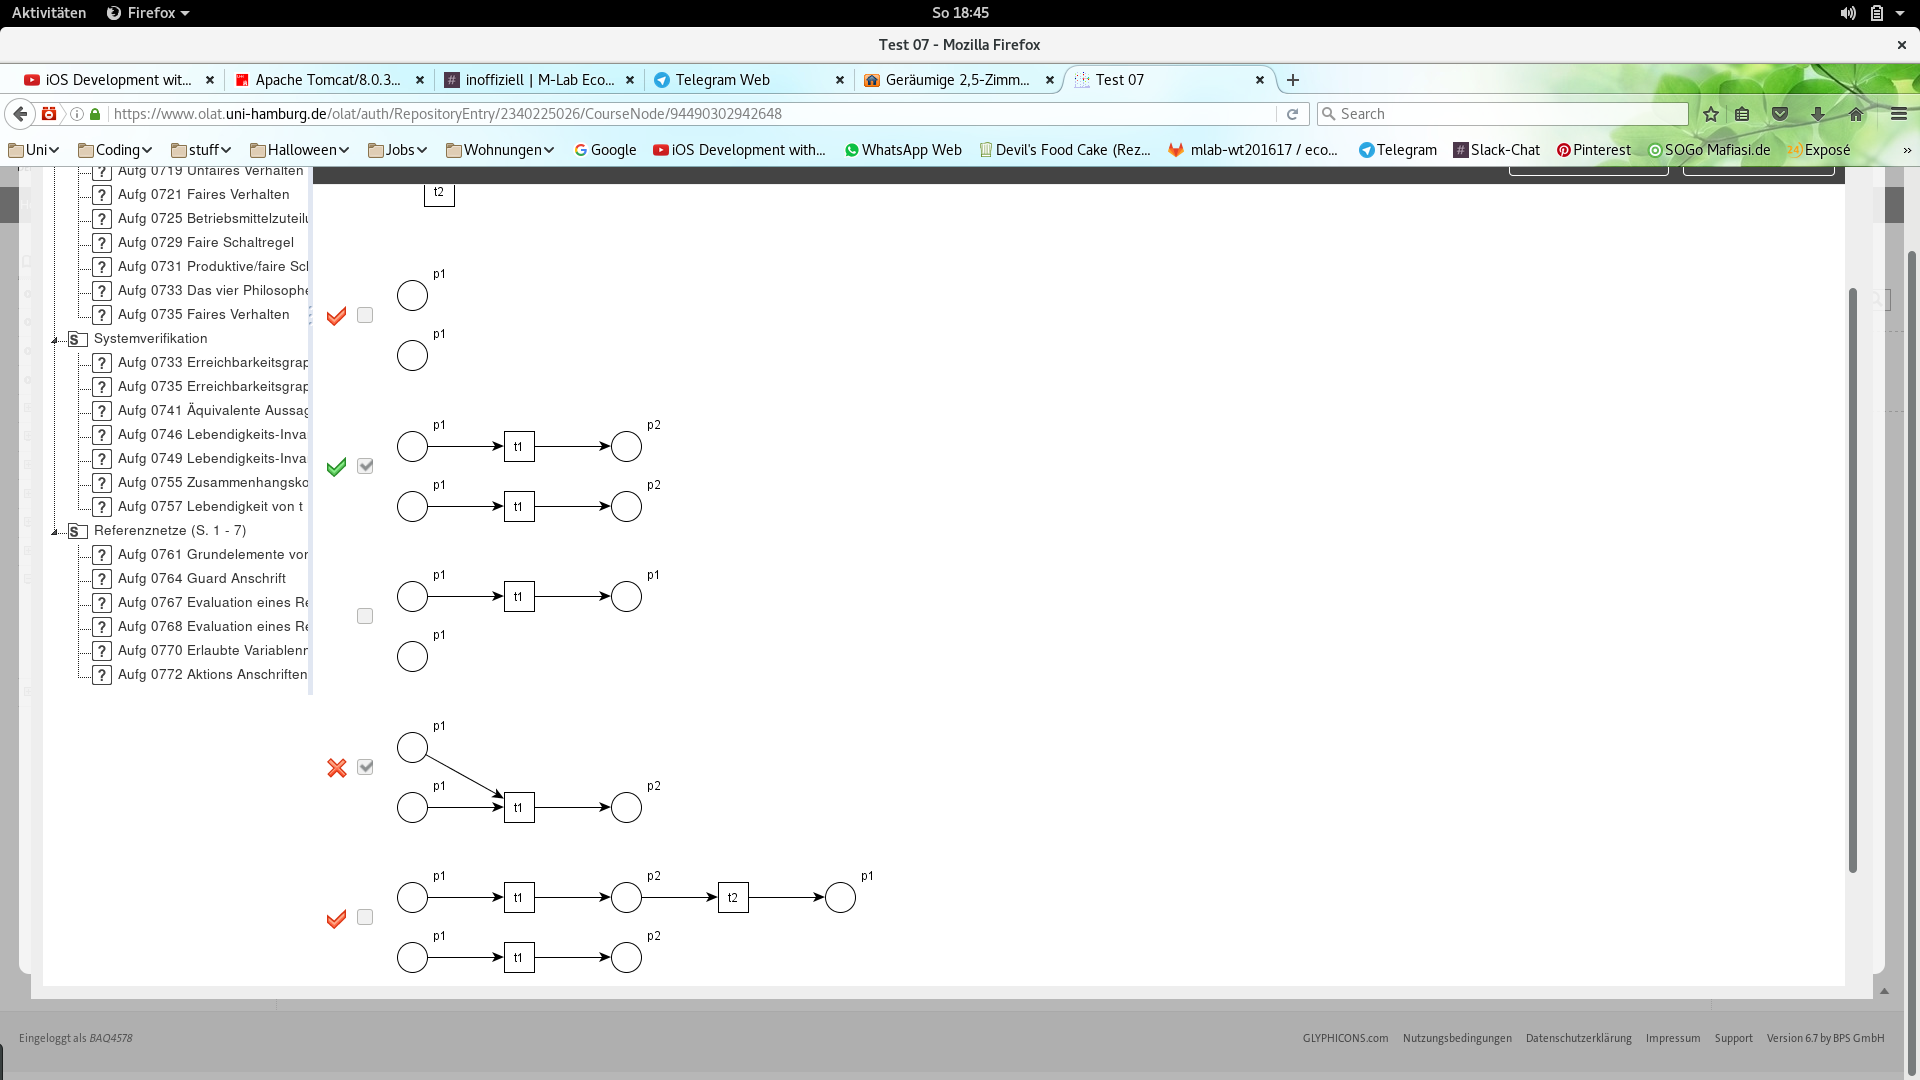 Aktivitäten Firefox So 18:45
Test 07 - Mozilla Firefox
iOS Development wit... Apache Tomcat/8.0.3... inoffiziell | M-Lab Eco... Telegram Web Geräumige 2,5-Zimm... Test 07
https://www.olat.uni-hamburg.de/olat/auth/RepositoryEntry/2340225026/CourseNode/94490302942648 Search
Uni Coding stuff Halloween Jobs Wohnungen Google iOS Development with... WhatsApp Web Devil's Food Cake (Rez... mlab-wt201617 / eco... Telegram Slack-Chat Pinterest SOGo Mafiasi.de Exposé »
Aufg 0719 Unfaires Verhalten
Aufg 0721 Faires Verhalten
Aufg 0725 Betriebsmittelzuteilu
Aufg 0729 Faire Schaltregel
Aufg 0731 Produktive/faire Sch
Aufg 0733 Das vier Philosophe
Aufg 0735 Faires Verhalten
Systemverifikation
Aufg 0733 Erreichbarkeitsgrap
Aufg 0735 Erreichbarkeitsgrap
Aufg 0741 Äquivalente Aussag
Aufg 0746 Lebendigkeits-Inva
Aufg 0749 Lebendigkeits-Inva
Aufg 0755 Zusammenhangsko
Aufg 0757 Lebendigkeit von t
Referenznetze (S. 1 - 7)
Aufg 0761 Grundelemente von
Aufg 0764 Guard Anschrift
Aufg 0767 Evaluation eines Re
Aufg 0768 Evaluation eines Re
Aufg 0770 Erlaubte Variablenn
Aufg 0772 Aktions Anschriften
t2
p1
p1
p1 t1 p2
p1 t1 p2
p1 t1 p1
p1
p1
p1 t1 p2
p1 t1 p2 t2 p1
p1 t1 p2
Eingeloggt als BAQ4578 GLYPHICONS.com Nutzungsbedingungen Datenschutzerklärung Impressum Support Version 6.7 by BPS GmbH